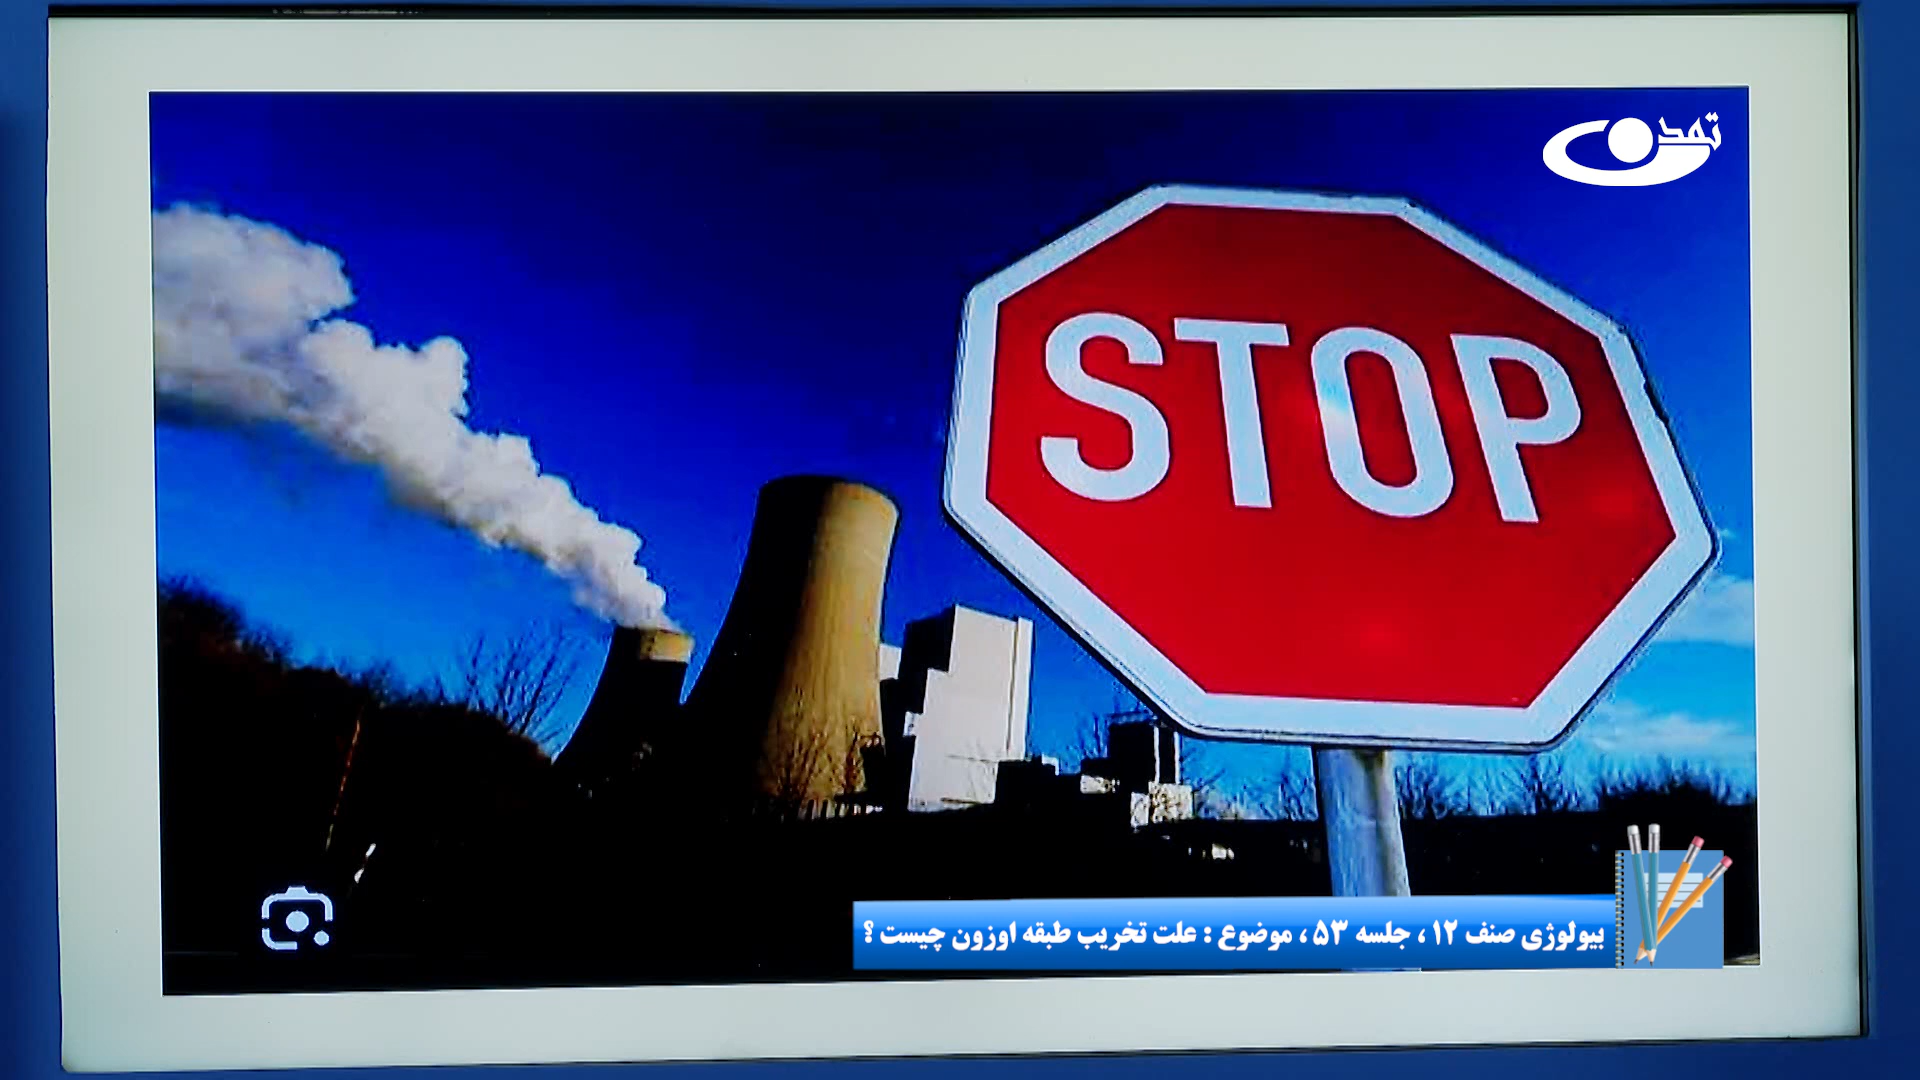 تمدن
STOP
بیولوژی صنف ۱۲ ، جلسه ۵۳ ، موضوع : علت تخریب طبقه اوزون چیست ؟